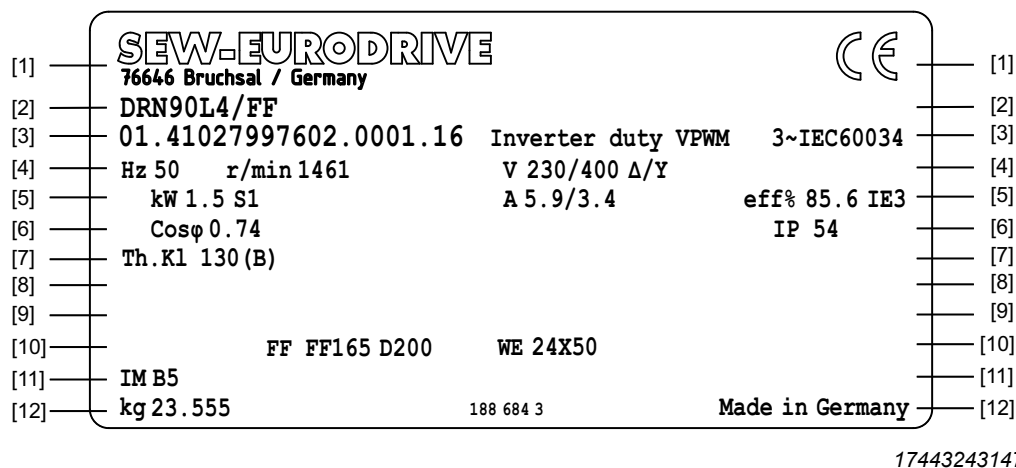 [1] SEW-EURODRIVE CE [1]
76646 Bruchsal / Germany
[2] DRN90L4/FF [2]
[3] 01.41027997602.0001.16 Inverter duty VPWM 3~IEC60034 [3]
[4] Hz 50 r/min 1461 V 230/400 Δ/Y [4]
[5] kW 1.5 S1 A 5.9/3.4 eff% 85.6 IE3 [5]
[6] Cosφ 0.74 IP 54 [6]
[7] Th.Kl 130(B) [7]
[8] [8]
[9] [9]
[10] FF FF165 D200 WE 24X50 [10]
[11] IM B5 [11]
[12] kg 23.555 188 684 3 Made in Germany [12]
17443243147